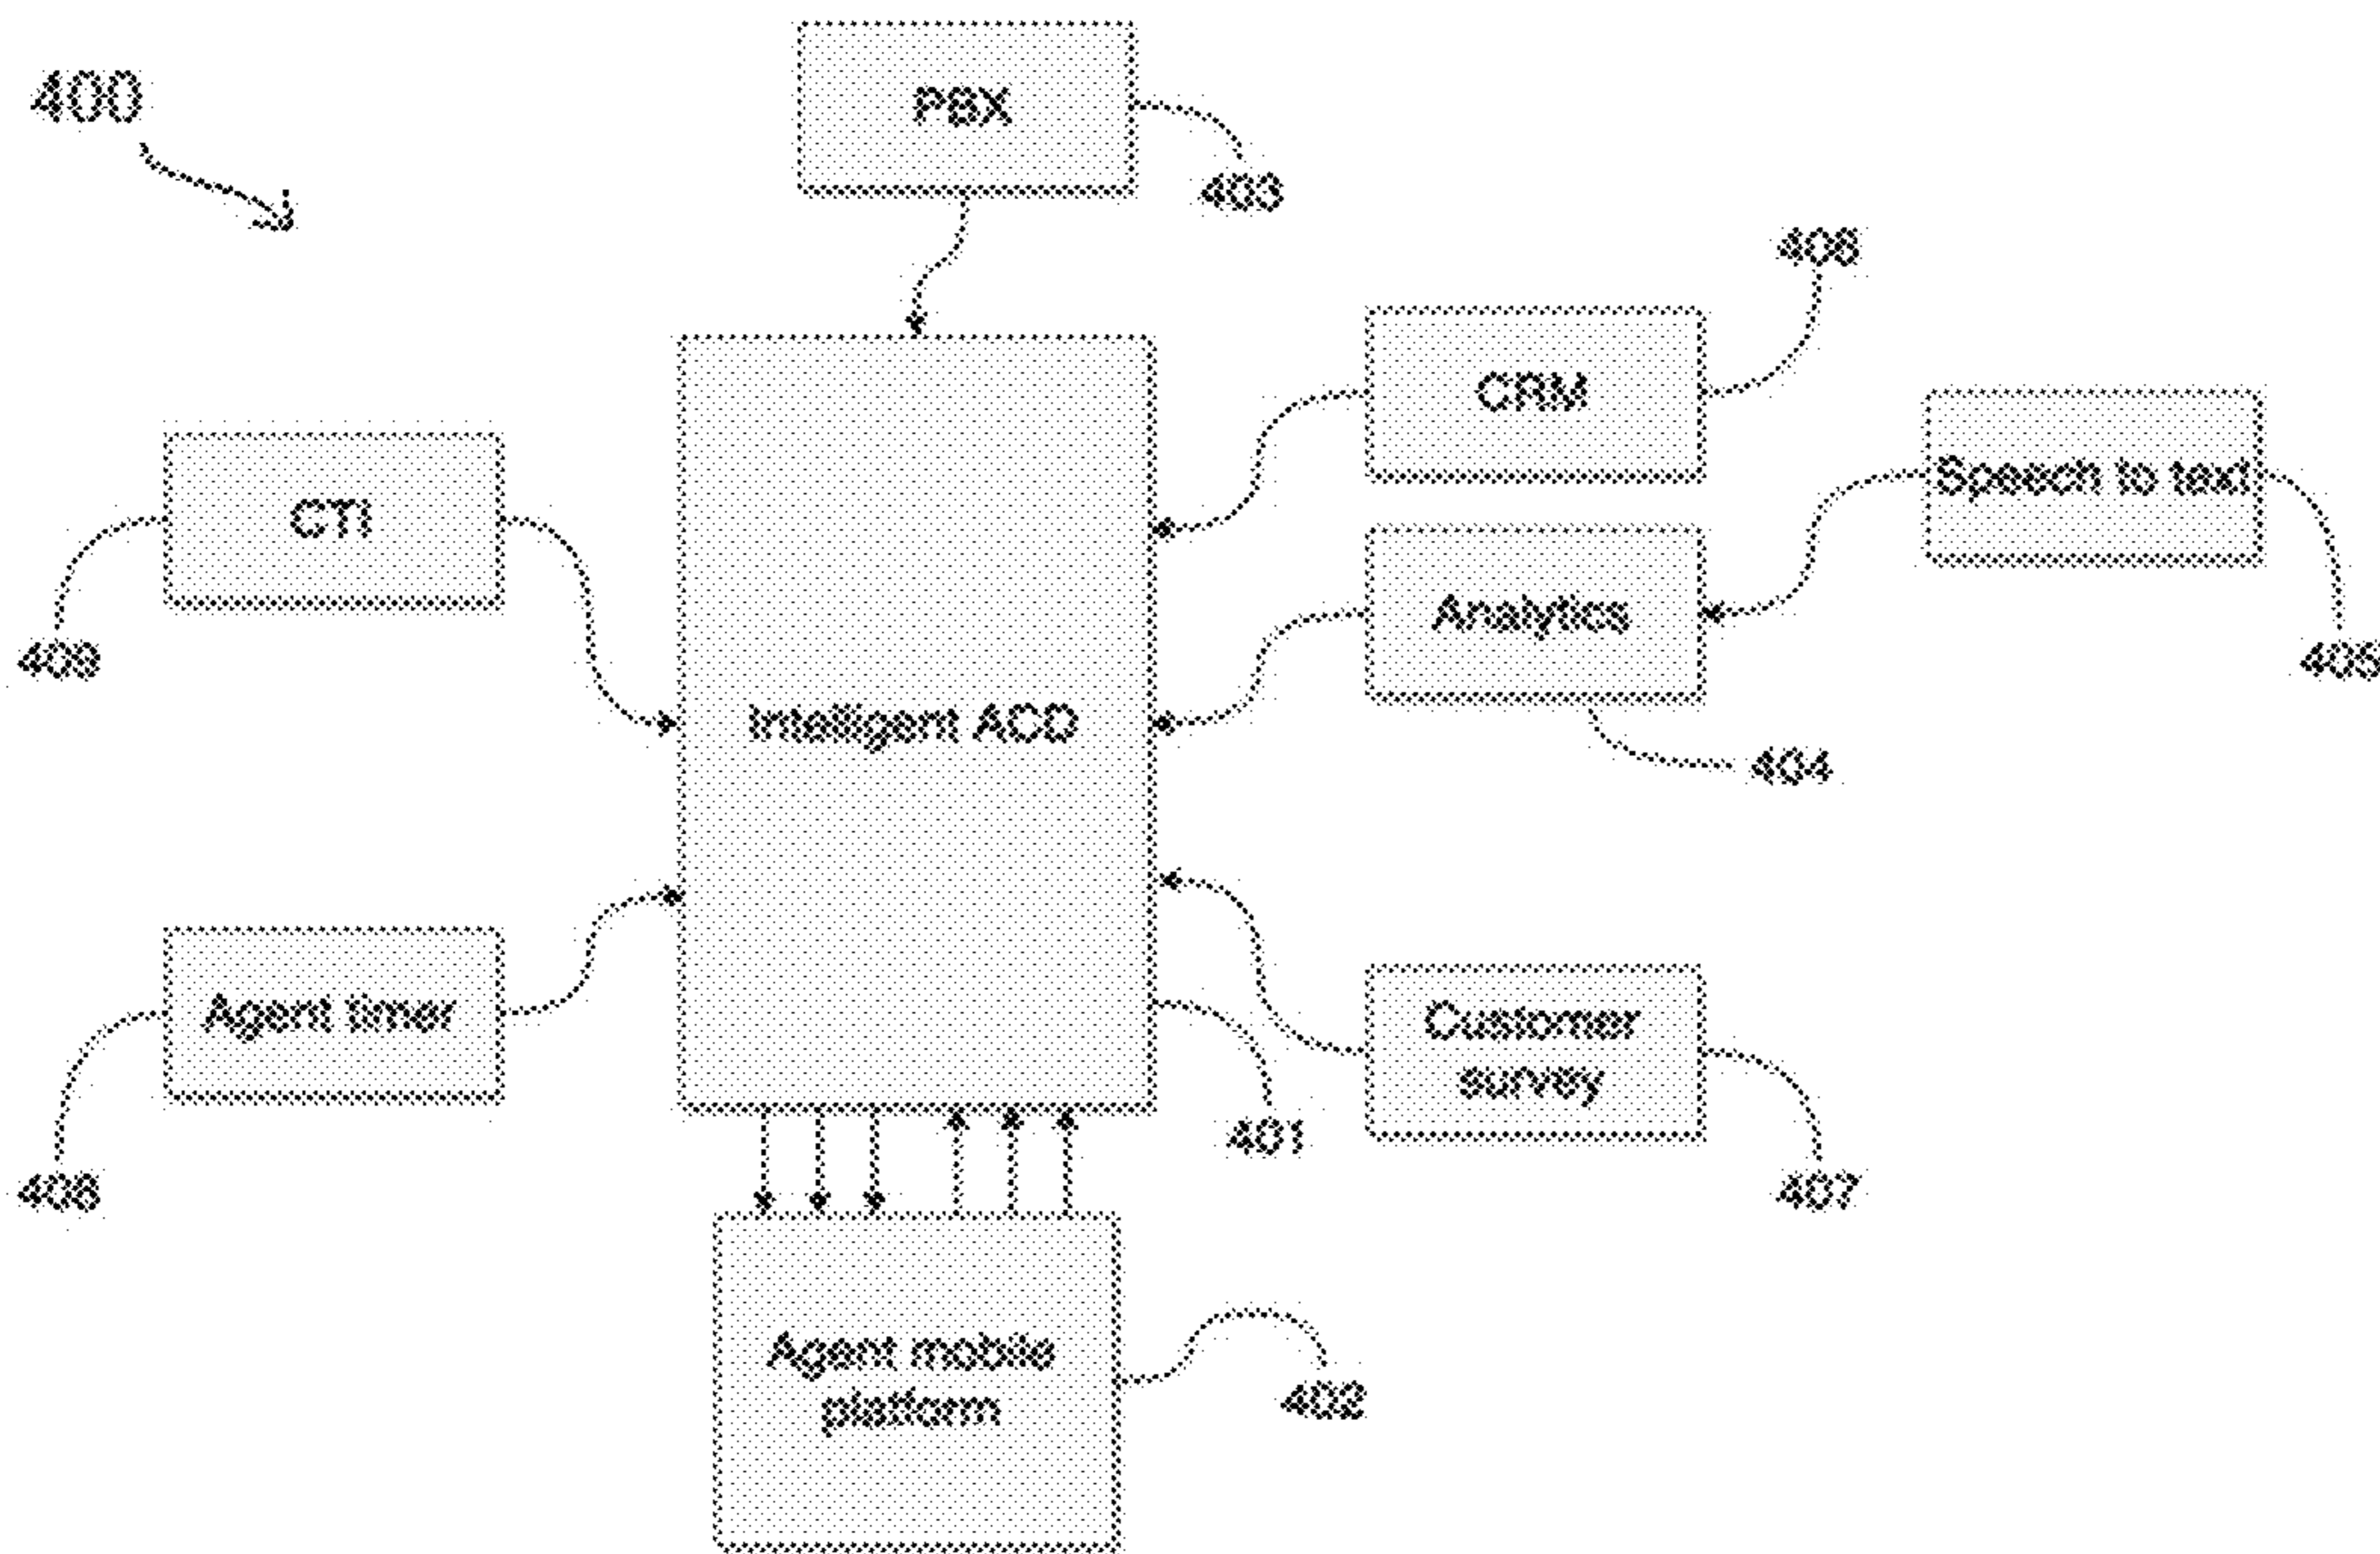 400
PBX
403
406
CRM
Speech to text
CTI
Analytics
409
405
Intelligent ACD
404
Agent timer
Customer
survey
401
408
407
Agent mobile
platform
402